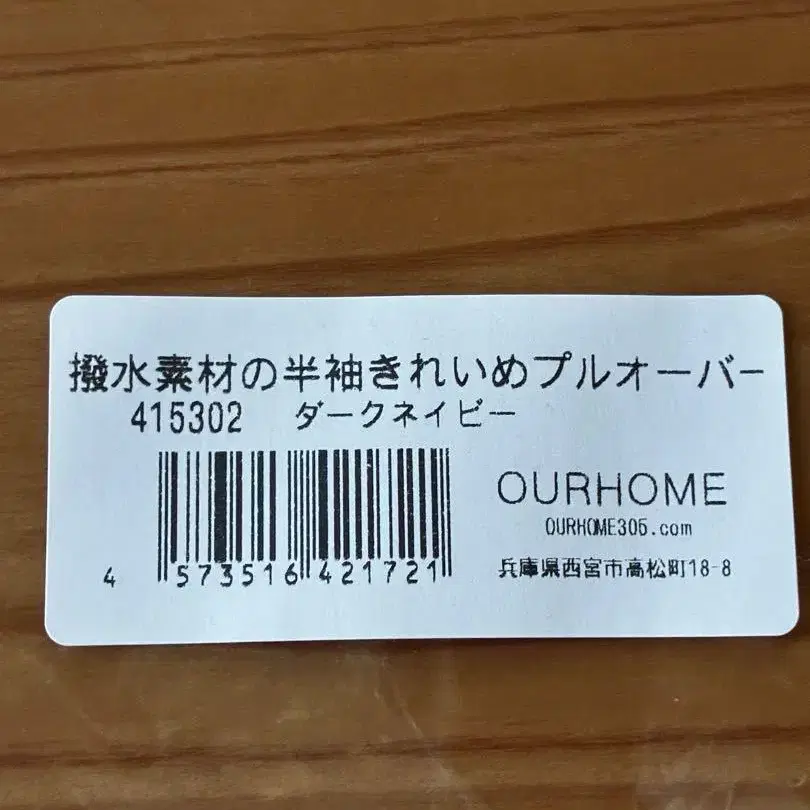 撥水素材の半袖きれいめプルオーバー
415302 ダークネイビー
OURHOME
OURHOME305.com
兵庫県西宮市高松町18-8
4 573516 421721